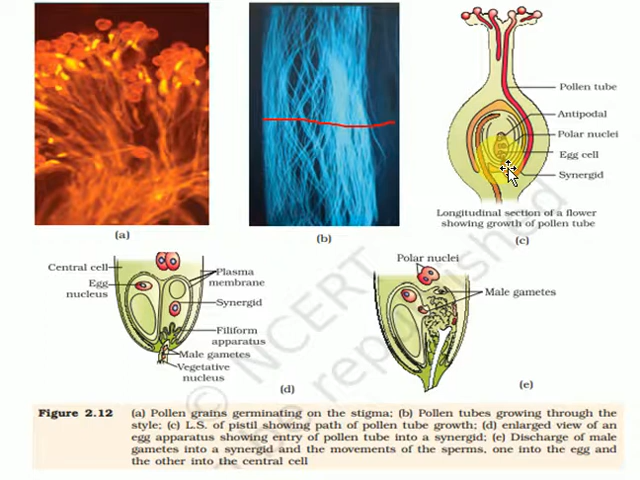 Pollen tube
Antipodal
Polar nuclei
Egg cell
Synergid
Longitudinal section of a flower
showing growth of pollen tube
(a)
(b)
(c)
Central cell
Egg
nucleus
Plasma
membrane
Synergid
Filiform
apparatus
Male gametes
Vegetative
nucleus
(d)
Polar nuclei
Male gametes
(e)
© NCERT
be republished
Figure 2.12 (a) Pollen grains germinating on the stigma; (b) Pollen tubes growing through the
style; (c) L.S. of pistil showing path of pollen tube growth; (d) enlarged view of an
egg apparatus showing entry of pollen tube into a synergid; (e) Discharge of male
gametes into a synergid and the movements of the sperms, one into the egg and
the other into the central cell